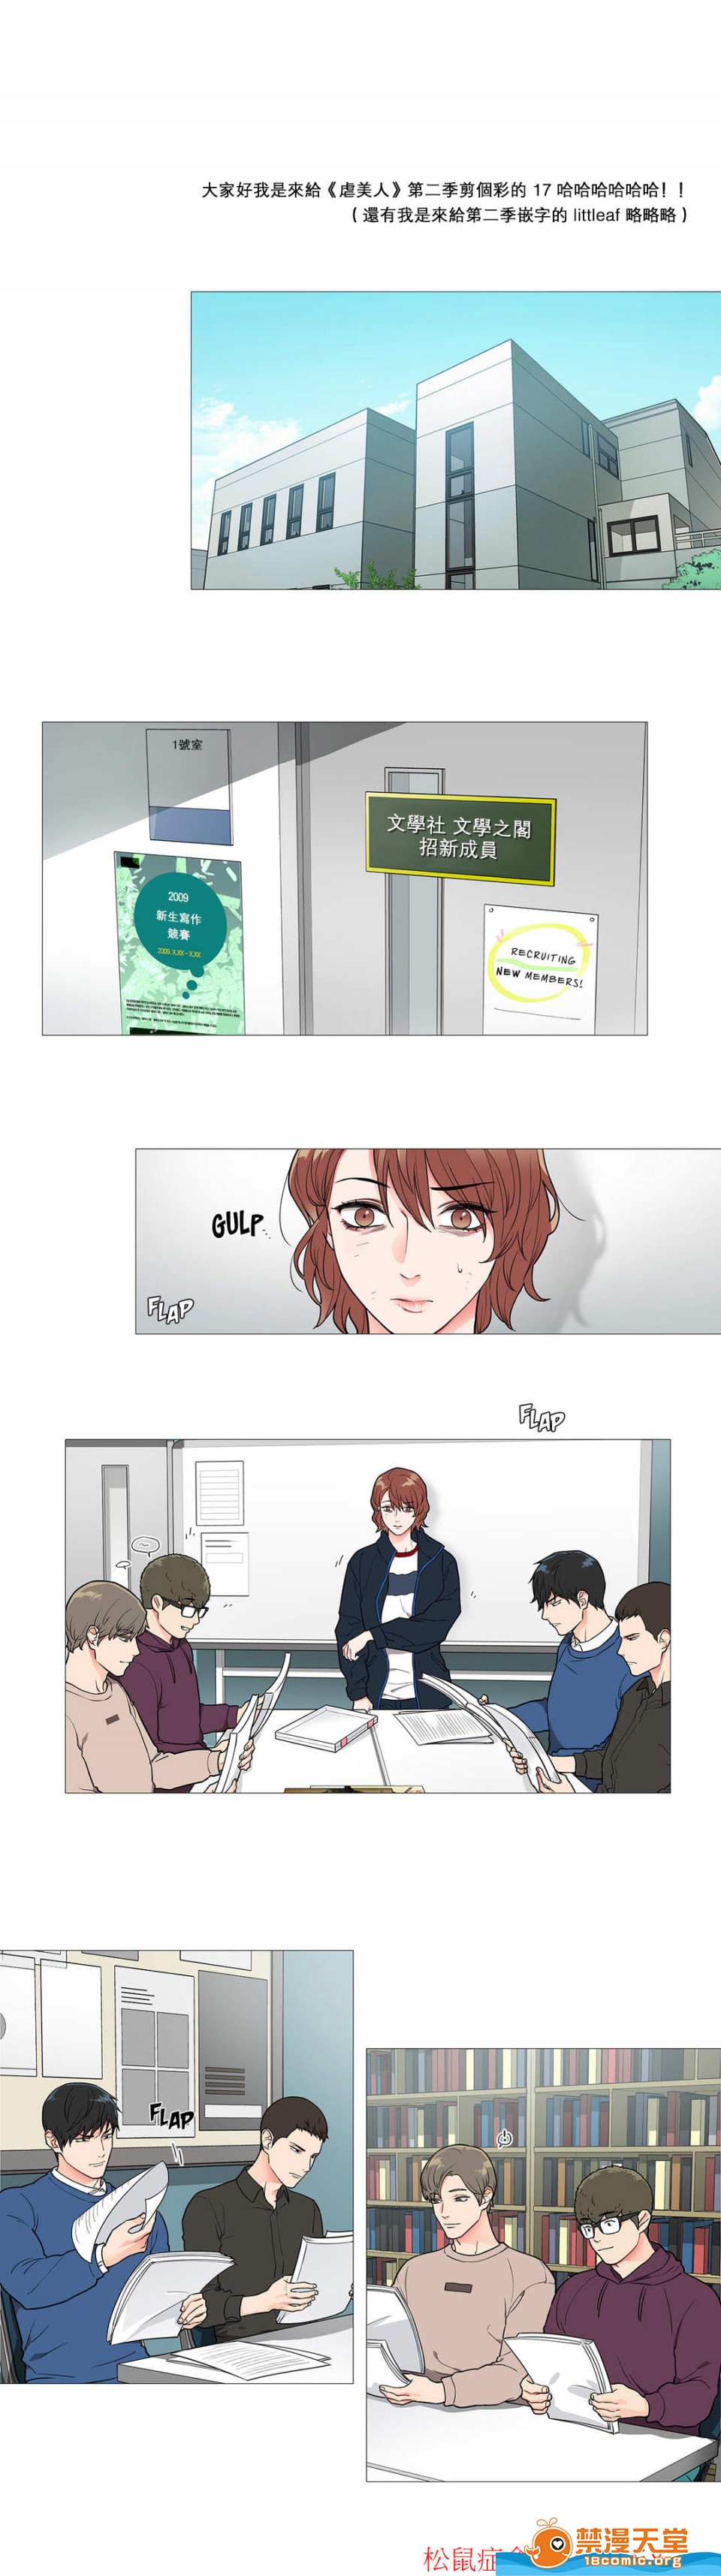 大家好我是來給《虐美人》第二季剪個彩的 17 哈哈哈哈哈哈！！
（還有我是來給第二季嵌字的 littleaf 略略略）
1號室
文學社 文學之閣
招新成員
2009
新生寫作
競賽
2009.X.XX - X.XX
RECRUITING
NEW MEMBERS!
GULP
FLAP
FLAP
FLAP
松鼠症
禁漫天堂
18comic.org